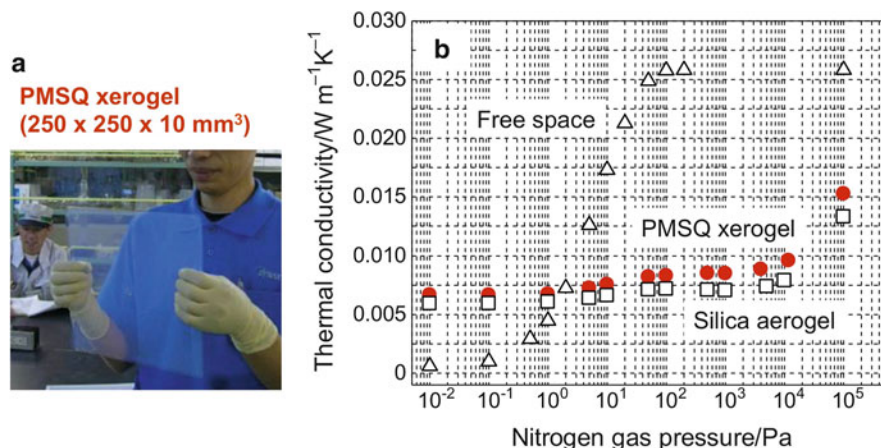 a
PMSQ xerogel
(250 x 250 x 10 mm³)
b
Thermal conductivity/W m⁻¹K⁻¹
0.030
0.025
0.020
0.015
0.010
0.005
0
Free space
PMSQ xerogel
Silica aerogel
10⁻² 10⁻¹ 10⁰ 10¹ 10² 10³ 10⁴ 10⁵
Nitrogen gas pressure/Pa